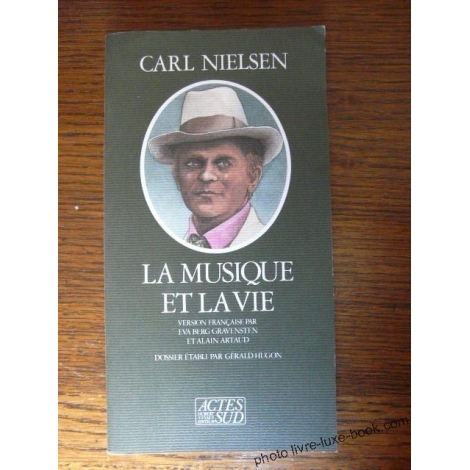 CARL NIELSEN
LA MUSIQUE
ET LA VIE
VERSION FRANÇAISE PAR
EVA BERG GRAVENSTEN
ET ALAIN ARTAUD
DOSSIER ÉTABLI PAR GÉRALD HUGON
ACTES
SUD
photo livre-luxe-book.com